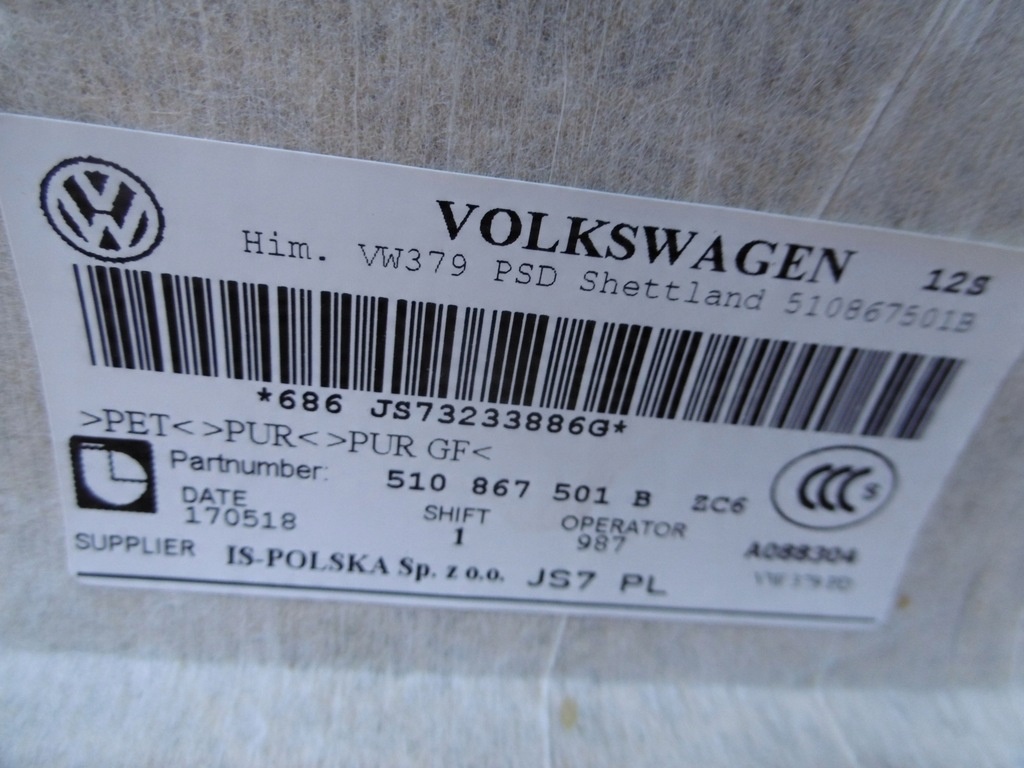 VOLKSWAGEN 12S
Him. VW379 PSD Shettland 510867501B
*686 JS73233886G*
>PET< >PUR< >PUR GF<
Partnumber: 510 867 501 B ZC6
DATE SHIFT OPERATOR
170518 1 987
A088304
SUPPLIER IS-POLSKA Sp. z o.o. JS7 PL